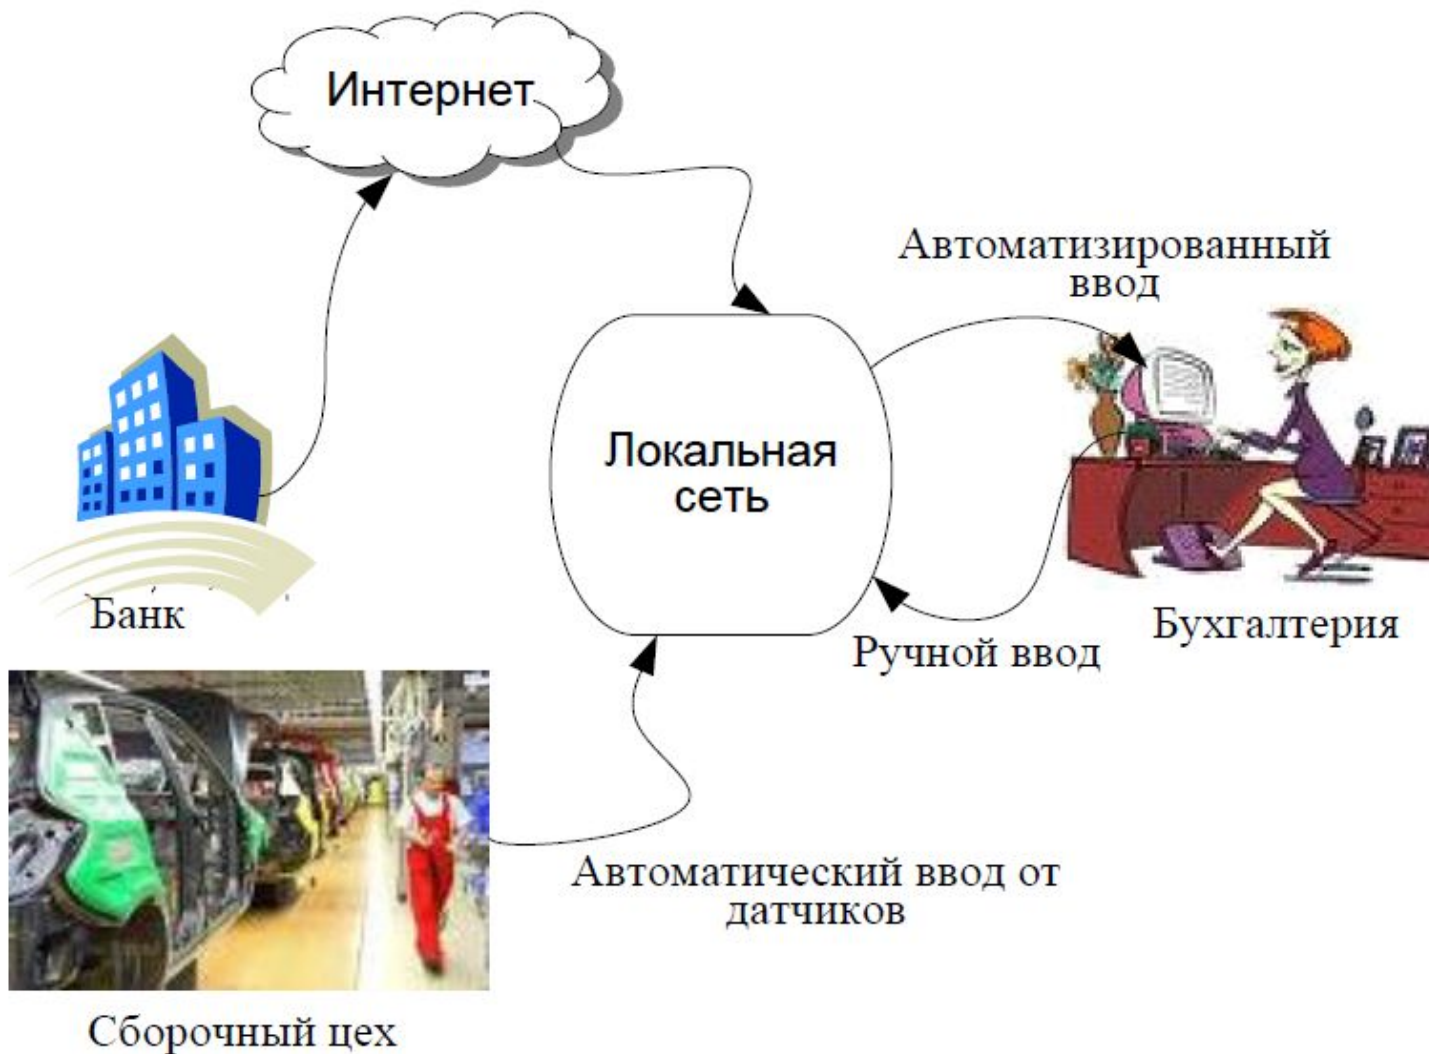 Интернет
Автоматизированный
ввод
Локальная
сеть
Банк
Ручной ввод
Бухгалтерия
Автоматический ввод от
датчиков
Сборочный цех